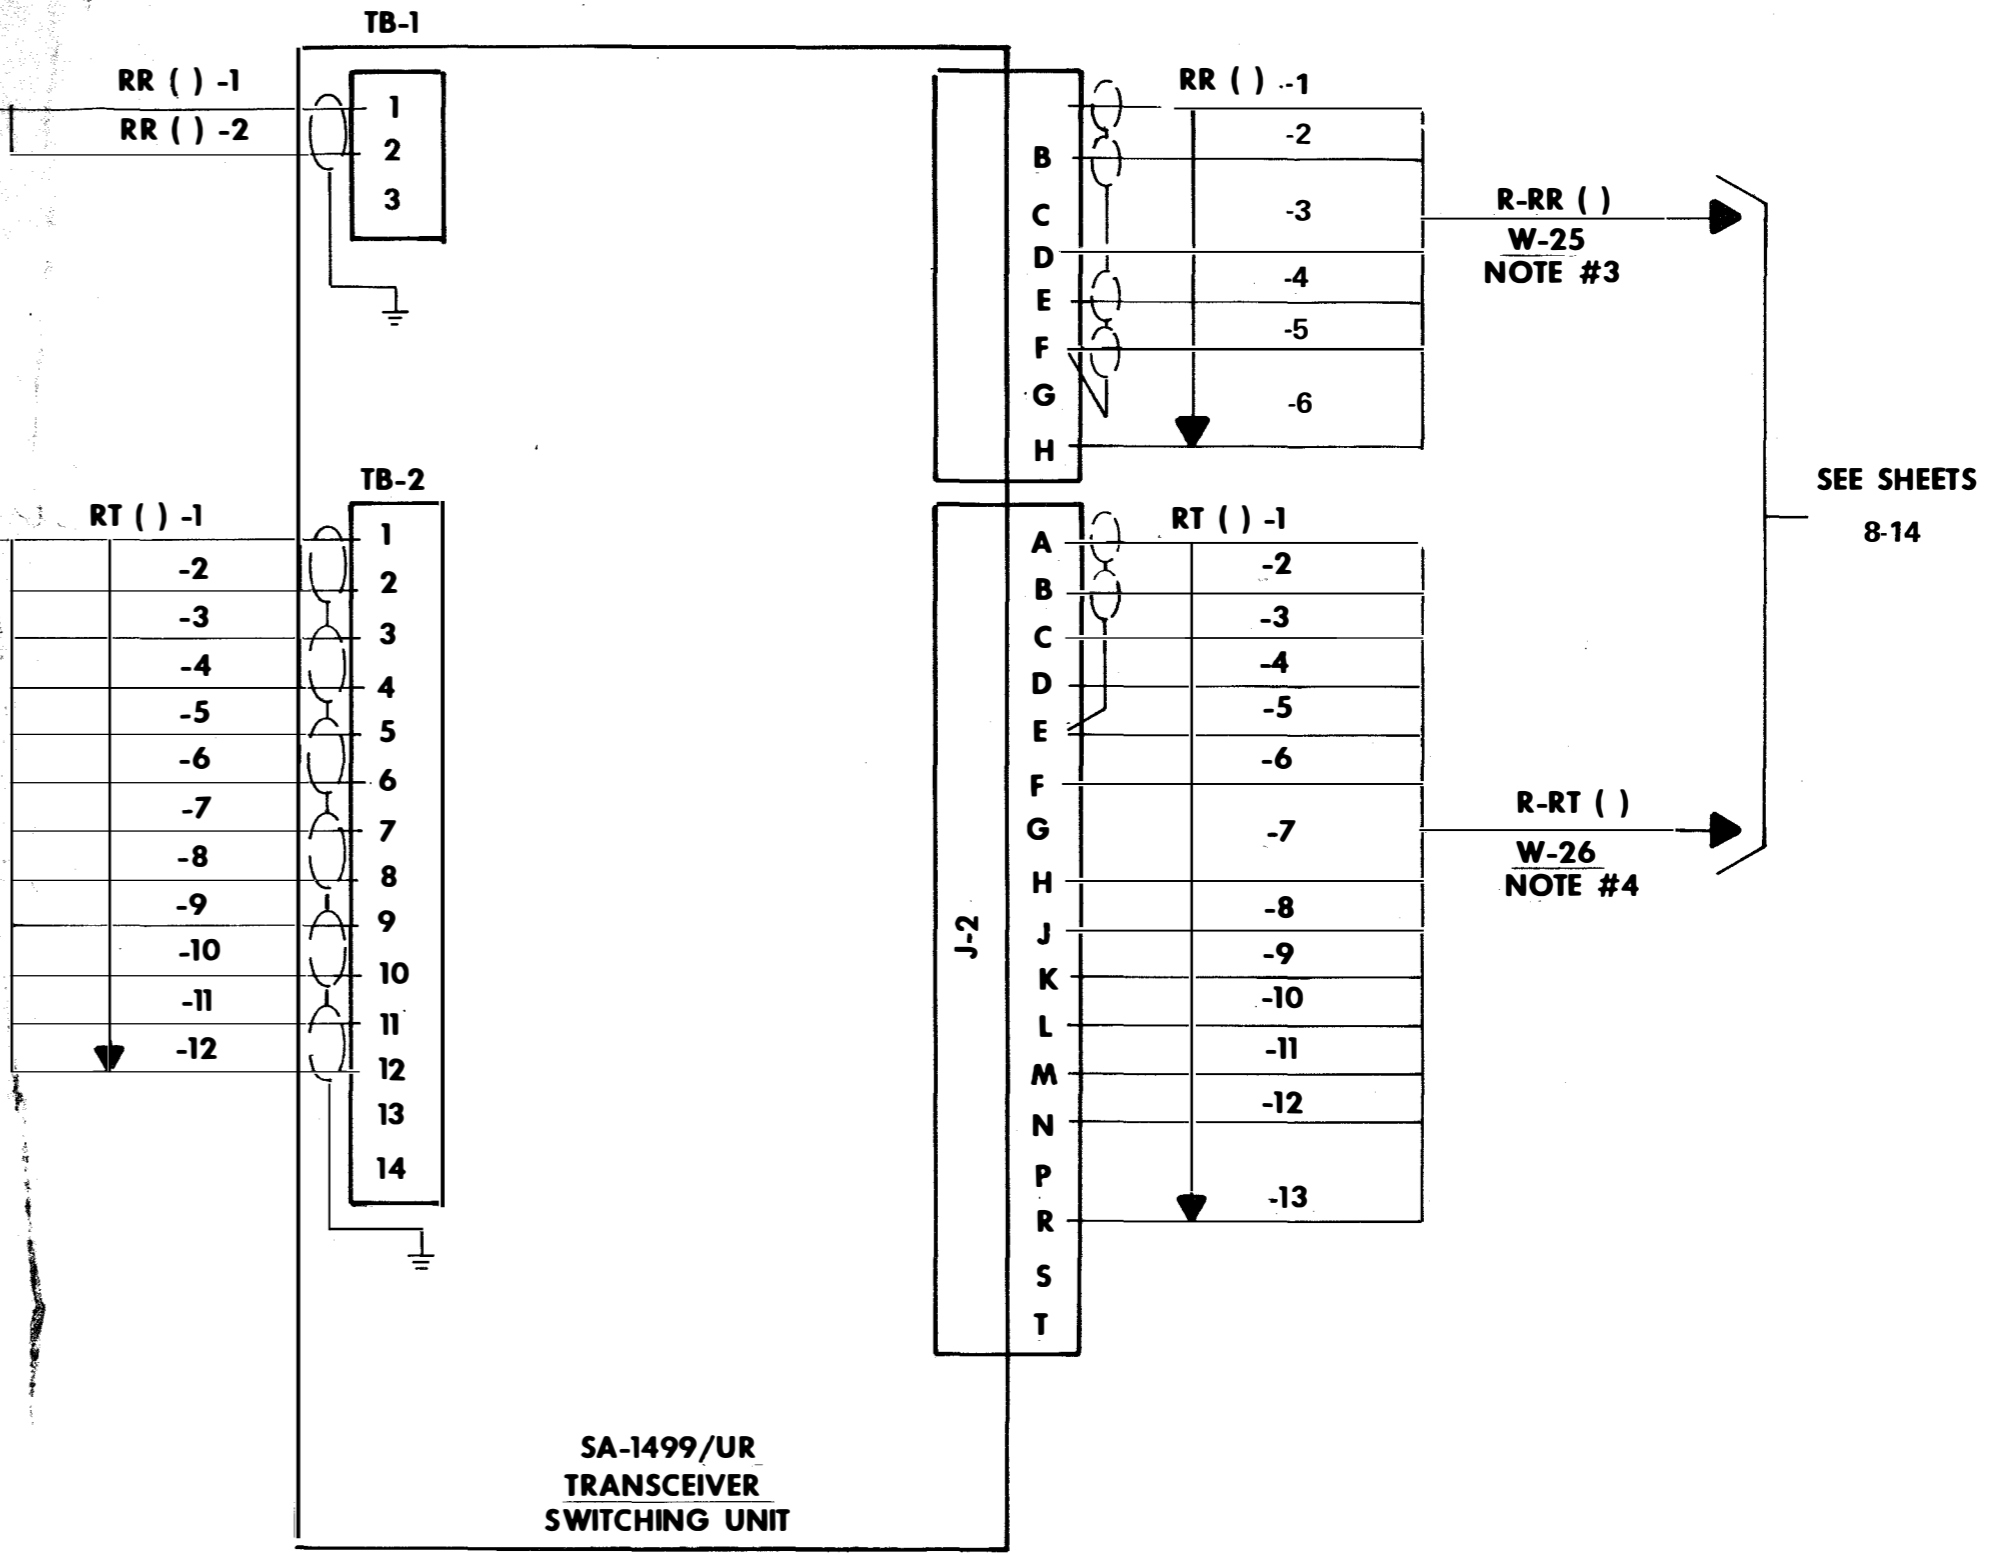 TB-1
RR ( ) -1
RR ( ) -2
1
2
3
B
C
D
E
F
G
H
RR ( ) -1
-2
-3
-4
-5
-6
R-RR ( )
W-25
NOTE #3
SEE SHEETS
8-14
TB-2
RT ( ) -1
-2
-3
-4
-5
-6
-7
-8
-9
-10
-11
-12
1
2
3
4
5
6
7
8
9
10
11
12
13
14
J-2
A
B
C
D
E
F
G
H
J
K
L
M
N
P
R
S
T
RT ( ) -1
-2
-3
-4
-5
-6
-7
-8
-9
-10
-11
-12
-13
R-RT ( )
W-26
NOTE #4
SA-1499/UR
TRANSCEIVER
SWITCHING UNIT